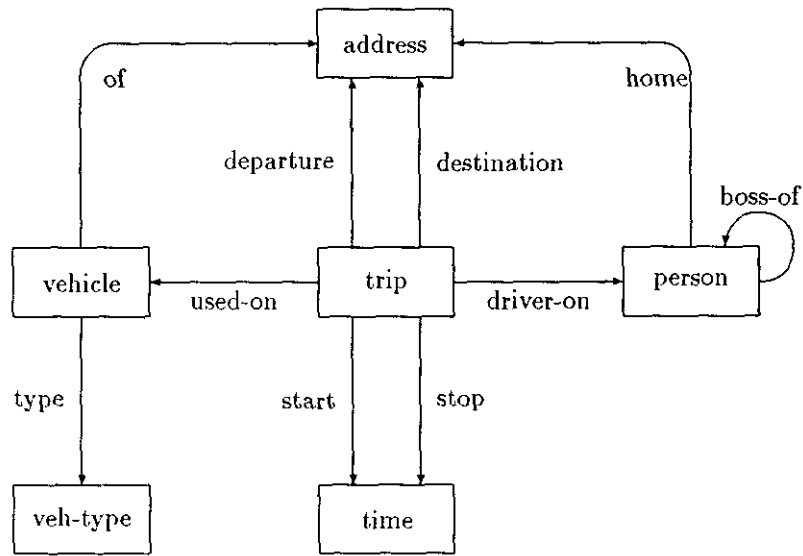 address
of
home
departure
destination
boss-of
vehicle
trip
person
used-on
driver-on
type
start
stop
veh-type
time